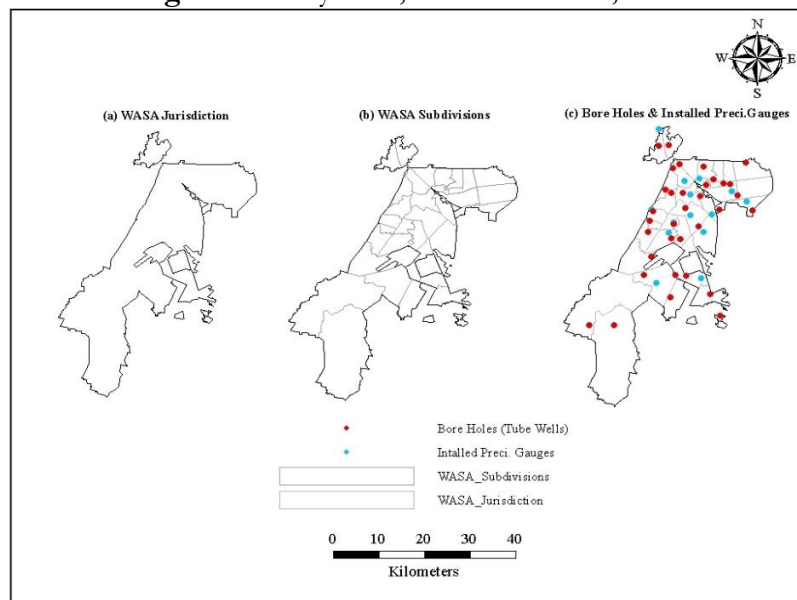 N
W E
S
(a) WASA Jurisdiction (b) WASA Subdivisions (c) Bore Holes & Installed Preci.Gauges
Bore Holes (Tube Wells)
Intalled Preci. Gauges
WASA_Subdivisions
WASA_Jurisdiction
0 10 20 30 40
Kilometers